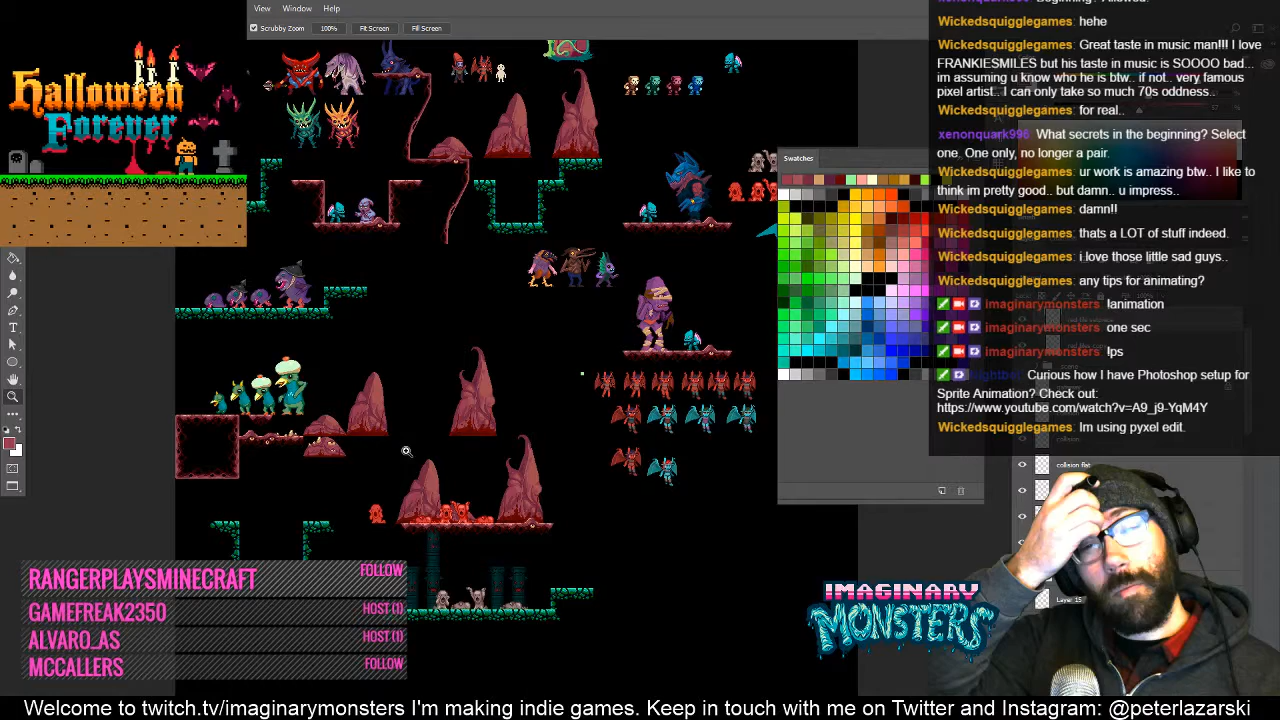 View Window Help
Scrubby Zoom 100% Fit Screen Fill Screen
Halloween
Forever
Swatches
Wickedsquigglegames: hehe
Wickedsquigglegames: Great taste in music man!!! I love
FRANKIESMILES but his taste in music is SOOOO bad...
im assuming u know who he is btw.. if not.. very famous
pixel artist.. I can only take so much 70s oddness..
Wickedsquigglegames: for real..
xenonquark996 What secrets in the beginning? Select
one. One only, no longer a pair.
Wickedsquigglegames: ur work is amazing btw.. I like to
think im pretty good.. but damn.. u impress..
Wickedsquigglegames: damn!!
Wickedsquigglegames: thats a LOT of stuff indeed.
Wickedsquigglegames: i love those little sad guys..
Wickedsquigglegames: any tips for animating?
imaginarymonsters !animation
imaginarymonsters one sec
imaginarymonsters !ps
Nightbot Curious how I have Photoshop setup for
Sprite Animation? Check out:
https://www.youtube.com/watch?v=A9_j9-YqM4Y
Wickedsquigglegames: Im using pyxel edit.
collision
collision flat
Layer 15
RANGERPLAYSMINECRAFT FOLLOW
GAMEFREAK2350 HOST (1)
ALVARO_AS HOST (1)
MCCALLERS FOLLOW
IMAGINARY
MONSTERS
Welcome to twitch.tv/imaginarymonsters I'm making indie games. Keep in touch with me on Twitter and Instagram: @peterlazarski